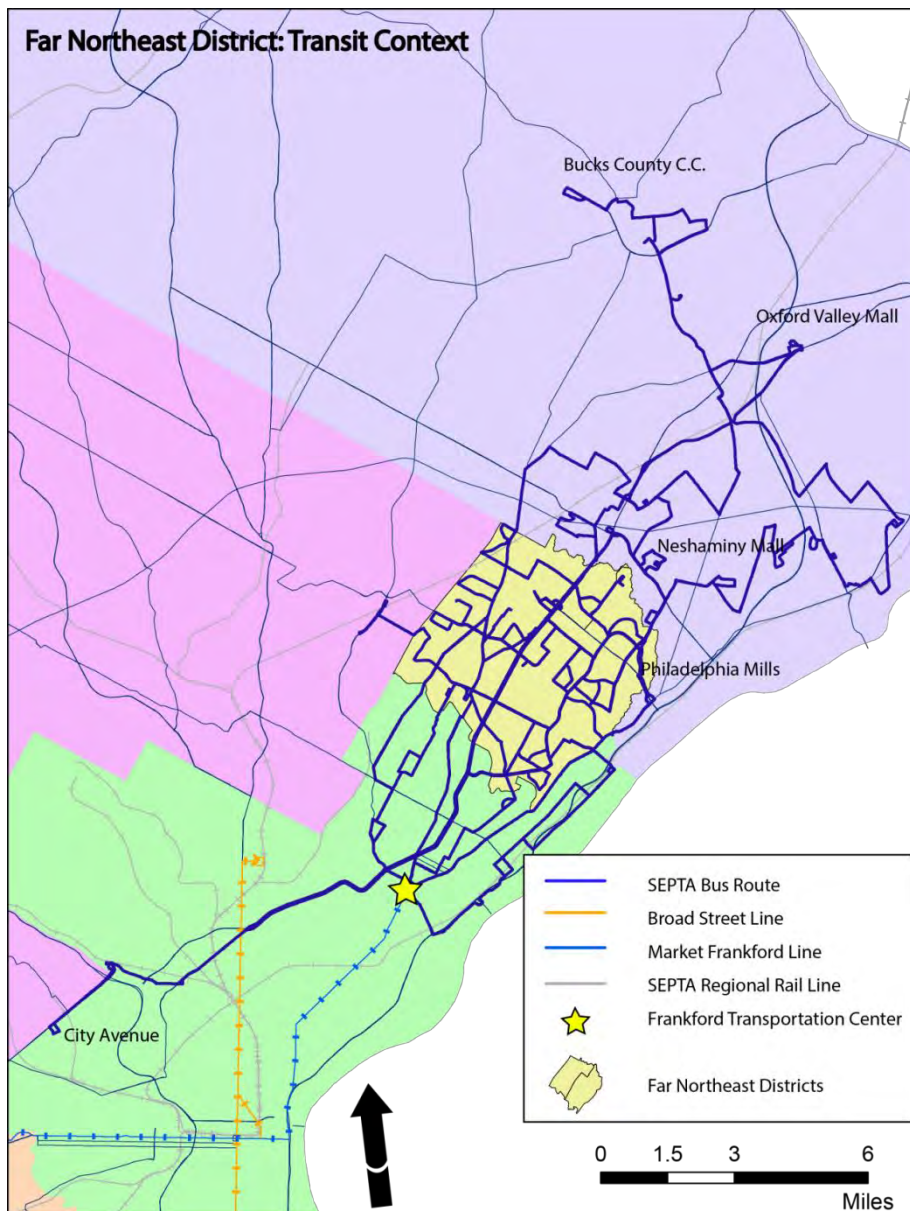 Far Northeast District: Transit Context
Bucks County C.C.
Oxford Valley Mall
Neshaminy Mall
Philadelphia Mills
City Avenue
SEPTA Bus Route
Broad Street Line
Market Frankford Line
SEPTA Regional Rail Line
Frankford Transportation Center
Far Northeast Districts
0 1.5 3 6
Miles